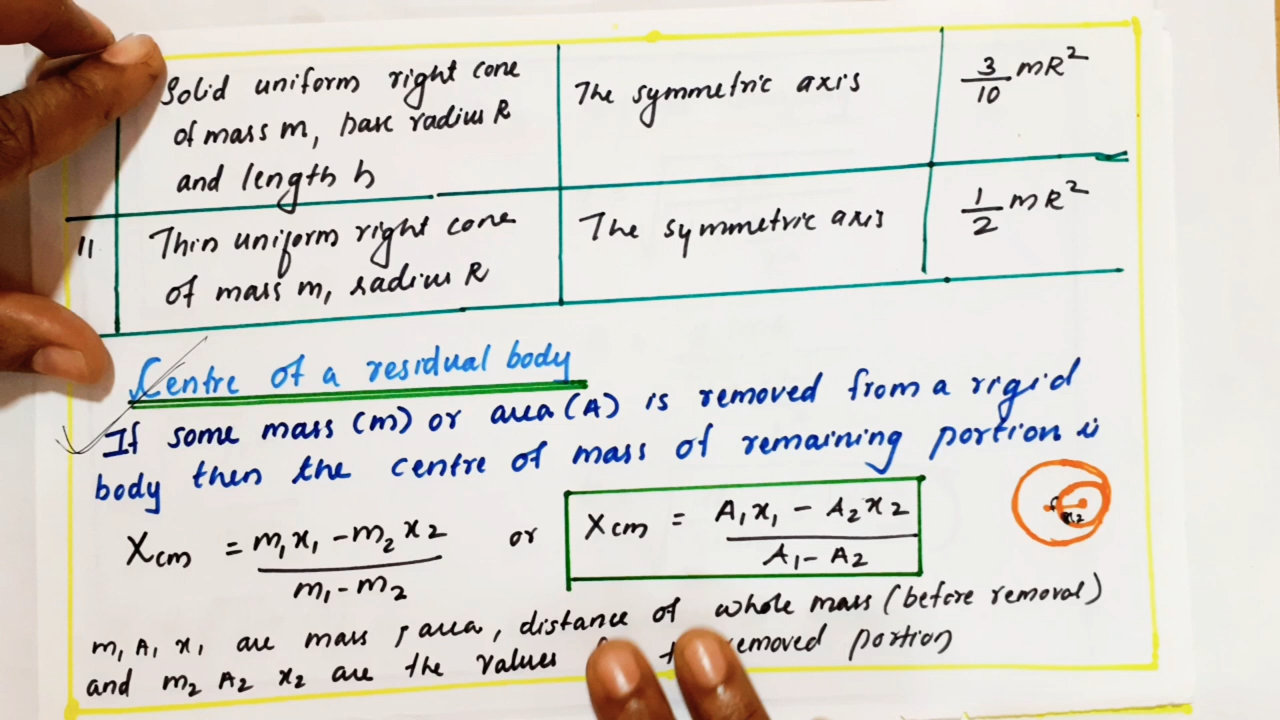 Solid uniform right cone
of mass m, base radius R
and length h
The symmetric axis
3/10 mR²
11
Thin uniform right cone
of mass m, radius R
The symmetric axis
1/2 mR²
Centre of a residual body
If some mass (m) or area (A) is removed from a rigid
body then the centre of mass of remaining portion is
Xcm = m₁x₁ - m₂x₂ / m₁ - m₂ or Xcm = A₁x₁ - A₂x₂ / A₁ - A₂
x₂
m₁ A₁ x₁ are mass, area, distance of whole mass (before removal)
and m₂ A₂ x₂ are the values removed portion